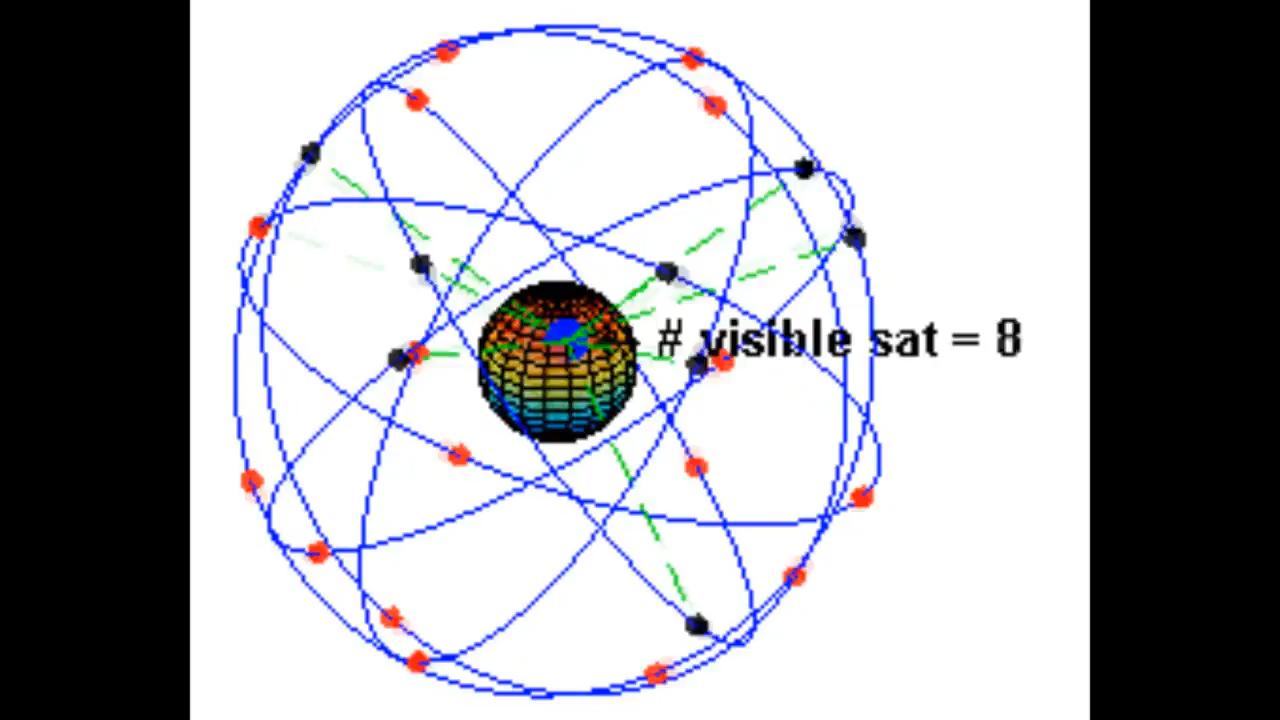 # visible sat = 8